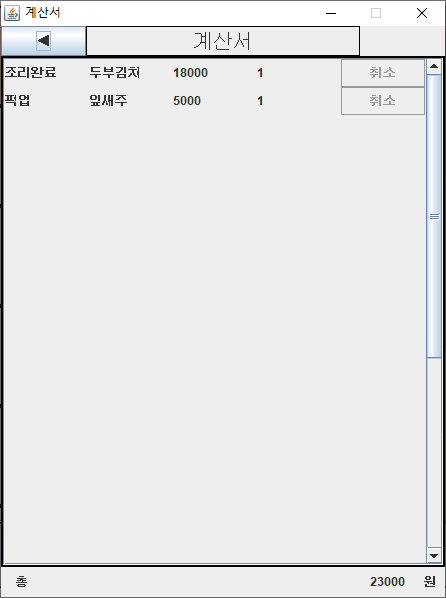 계산서
◀ 계산서
조리완료 두부김치 18000 1 취소
픽업 잎새주 5000 1 취소
총 23000 원